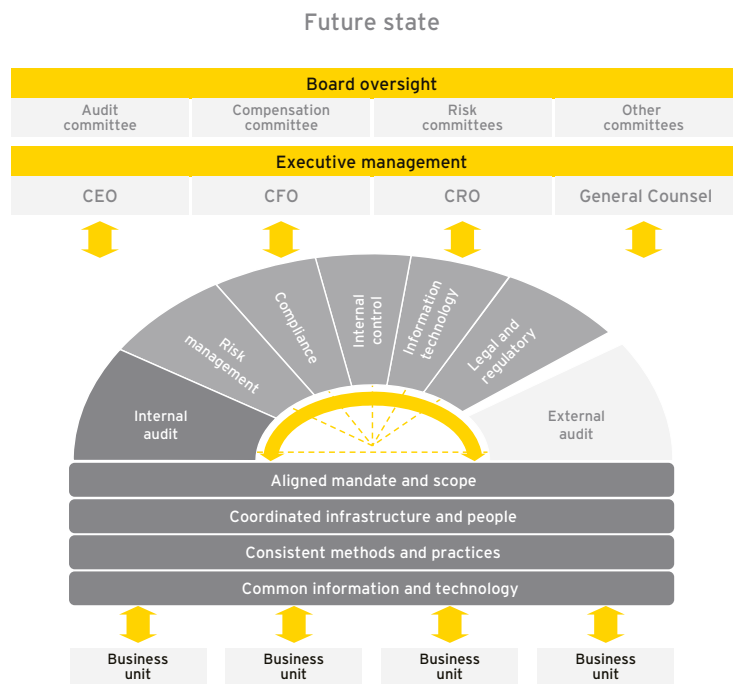 Future state
Board oversight
Audit
committee
Compensation
committee
Risk
committees
Other
committees
Executive management
CEO
CFO
CRO
General Counsel
Internal
audit
Risk
management
Compliance
Internal
control
Information
technology
Legal and
regulatory
External
audit
Aligned mandate and scope
Coordinated infrastructure and people
Consistent methods and practices
Common information and technology
Business
unit
Business
unit
Business
unit
Business
unit